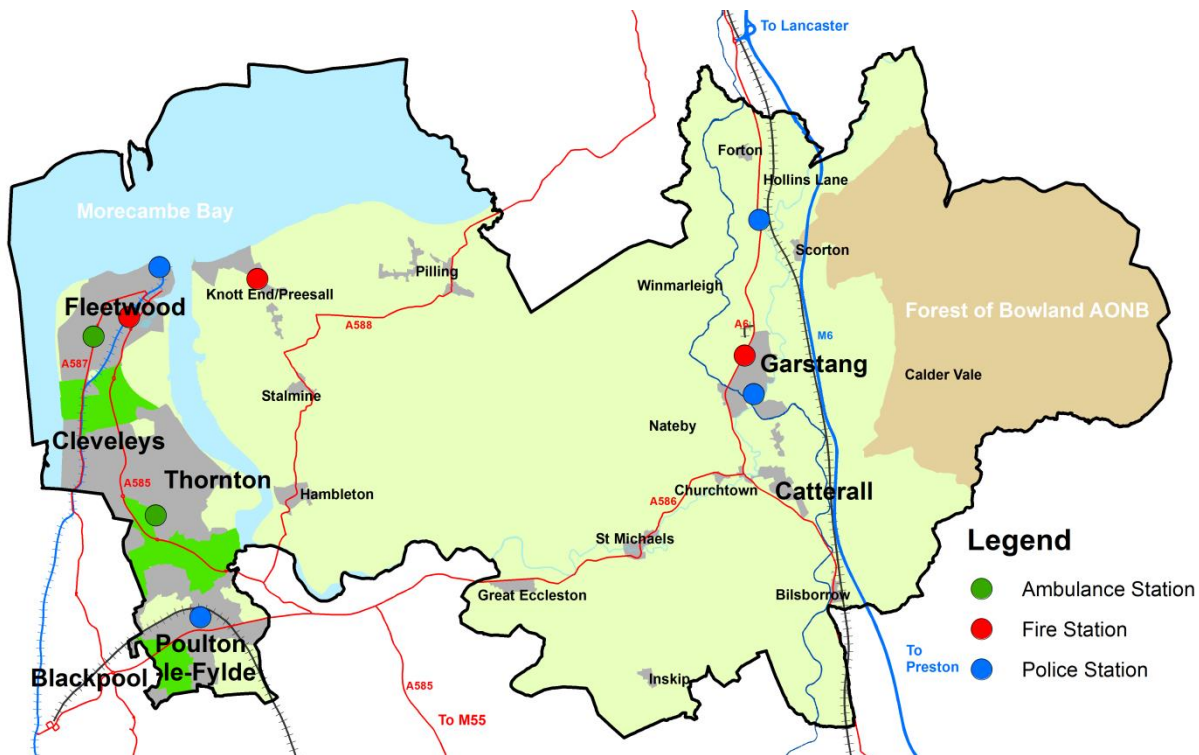 To Lancaster
Forton
Hollins Lane
Morecambe Bay
Scorton
Pilling
Knott End/Preesall
Winmarleigh
Fleetwood
Forest of Bowland AONB
A588
A6
M6
A587
Garstang
Calder Vale
Stalmine
Nateby
Cleveleys
Thornton
A585
Hambleton
Churchtown
Catterall
A586
St Michaels
Legend
Ambulance Station
Great Eccleston
Bilsborrow
Fire Station
Poulton
-le-Fylde
Blackpool
To
Preston
Police Station
Inskip
A585
To M55